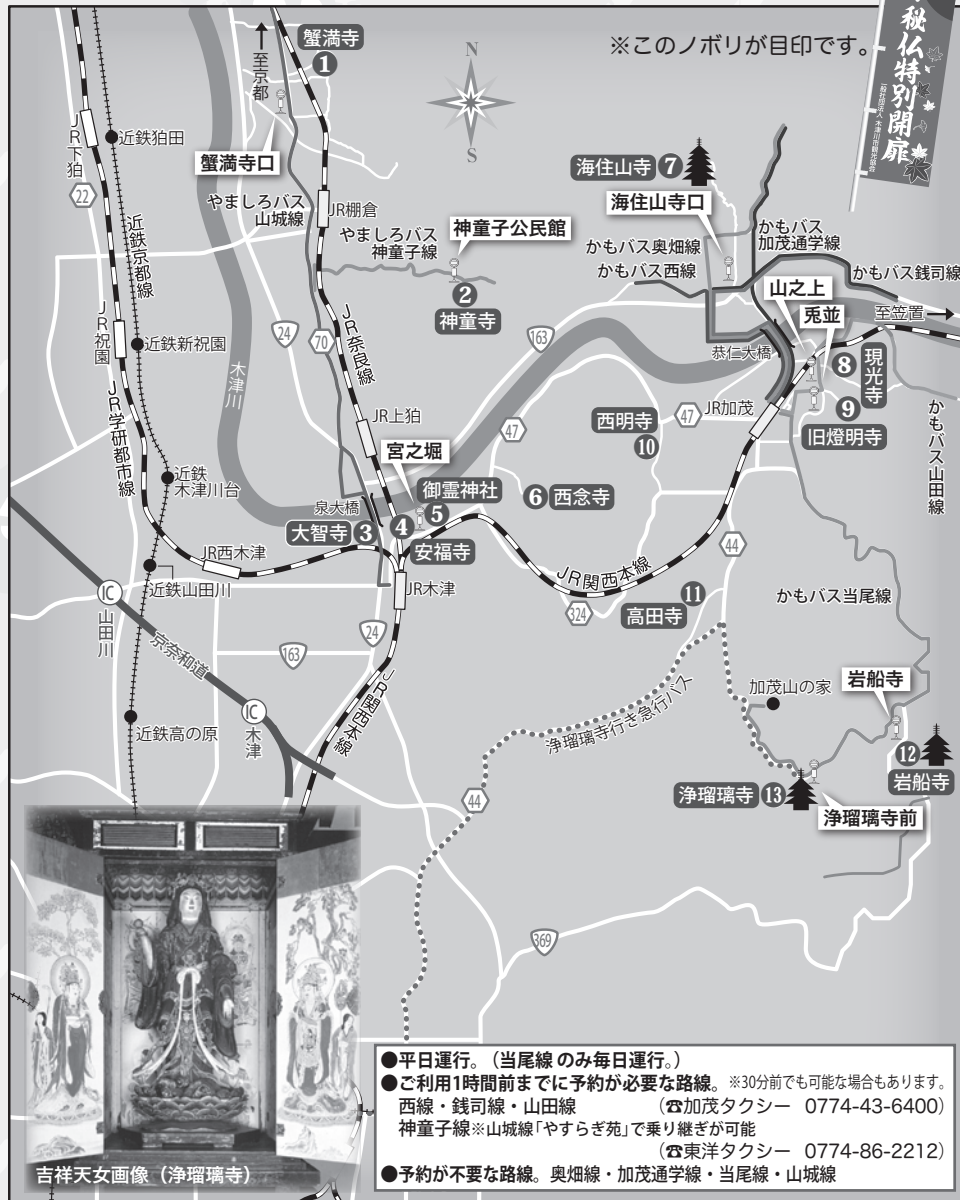 ※このノボリが目印です。
秘仏特別開扉
一般社団法人 木津川市観光協会
至京都
蟹満寺
1
N
S
JR下狛
近鉄狛田
22
蟹満寺口
やましろバス
山城線
JR棚倉
やましろバス
神童子線
神童子公民館
2
神童寺
海住山寺 7
海住山寺口
かもバス奥畑線
かもバス西線
かもバス
加茂通学線
かもバス銭司線
山之上
兎並
至笠置
近鉄京都線
JR祝園
近鉄新祝園
24
70
JR奈良線
木津川
163
恭仁大橋
8 現光寺
9
旧燈明寺
JR学研都市線
JR上狛
47
西明寺
10
47
JR加茂
かもバス山田線
宮之堀
近鉄
木津川台
泉大橋
御霊神社
5
6 西念寺
大智寺 3
4
安福寺
44
JR西木津
JR木津
JR関西本線
近鉄山田川
IC
山田川
324
高田寺
11
かもバス当尾線
24
163
京奈和道
JR関西本線
浄瑠璃寺行き急行バス
加茂山の家
岩船寺
近鉄高の原
IC
木津
12
岩船寺
44
浄瑠璃寺 13
浄瑠璃寺前
369
吉祥天女画像（浄瑠璃寺）
●平日運行。（当尾線のみ毎日運行。）
●ご利用1時間前までに予約が必要な路線。※30分前でも可能な場合もあります。
西線・銭司線・山田線 （☎加茂タクシー 0774-43-6400）
神童子線※山城線「やすらぎ苑」で乗り継ぎが可能
（☎東洋タクシー 0774-86-2212）
●予約が不要な路線。奥畑線・加茂通学線・当尾線・山城線